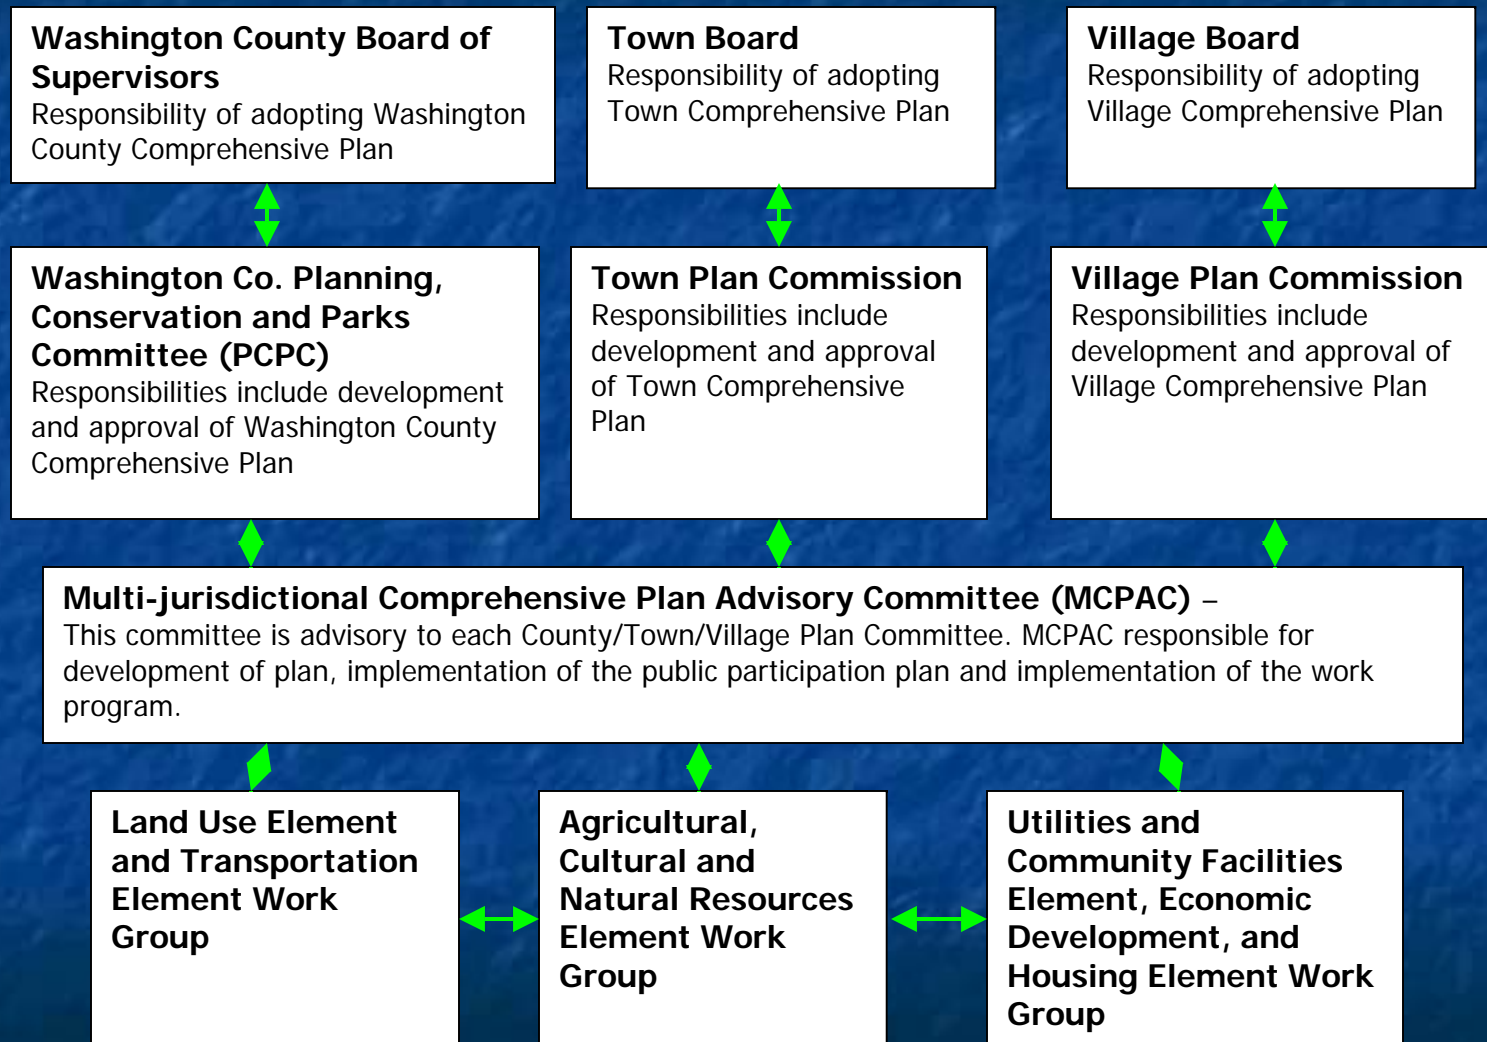 Washington County Board of
Supervisors
Responsibility of adopting Washington
County Comprehensive Plan
Town Board
Responsibility of adopting
Town Comprehensive Plan
Village Board
Responsibility of adopting
Village Comprehensive Plan
Washington Co. Planning,
Conservation and Parks
Committee (PCPC)
Responsibilities include development
and approval of Washington County
Comprehensive Plan
Town Plan Commission
Responsibilities include
development and approval
of Town Comprehensive
Plan
Village Plan Commission
Responsibilities include
development and approval of
Village Comprehensive Plan
Multi-jurisdictional Comprehensive Plan Advisory Committee (MCPAC) –
This committee is advisory to each County/Town/Village Plan Committee. MCPAC responsible for
development of plan, implementation of the public participation plan and implementation of the work
program.
Land Use Element
and Transportation
Element Work
Group
Agricultural,
Cultural and
Natural Resources
Element Work
Group
Utilities and
Community Facilities
Element, Economic
Development, and
Housing Element Work
Group